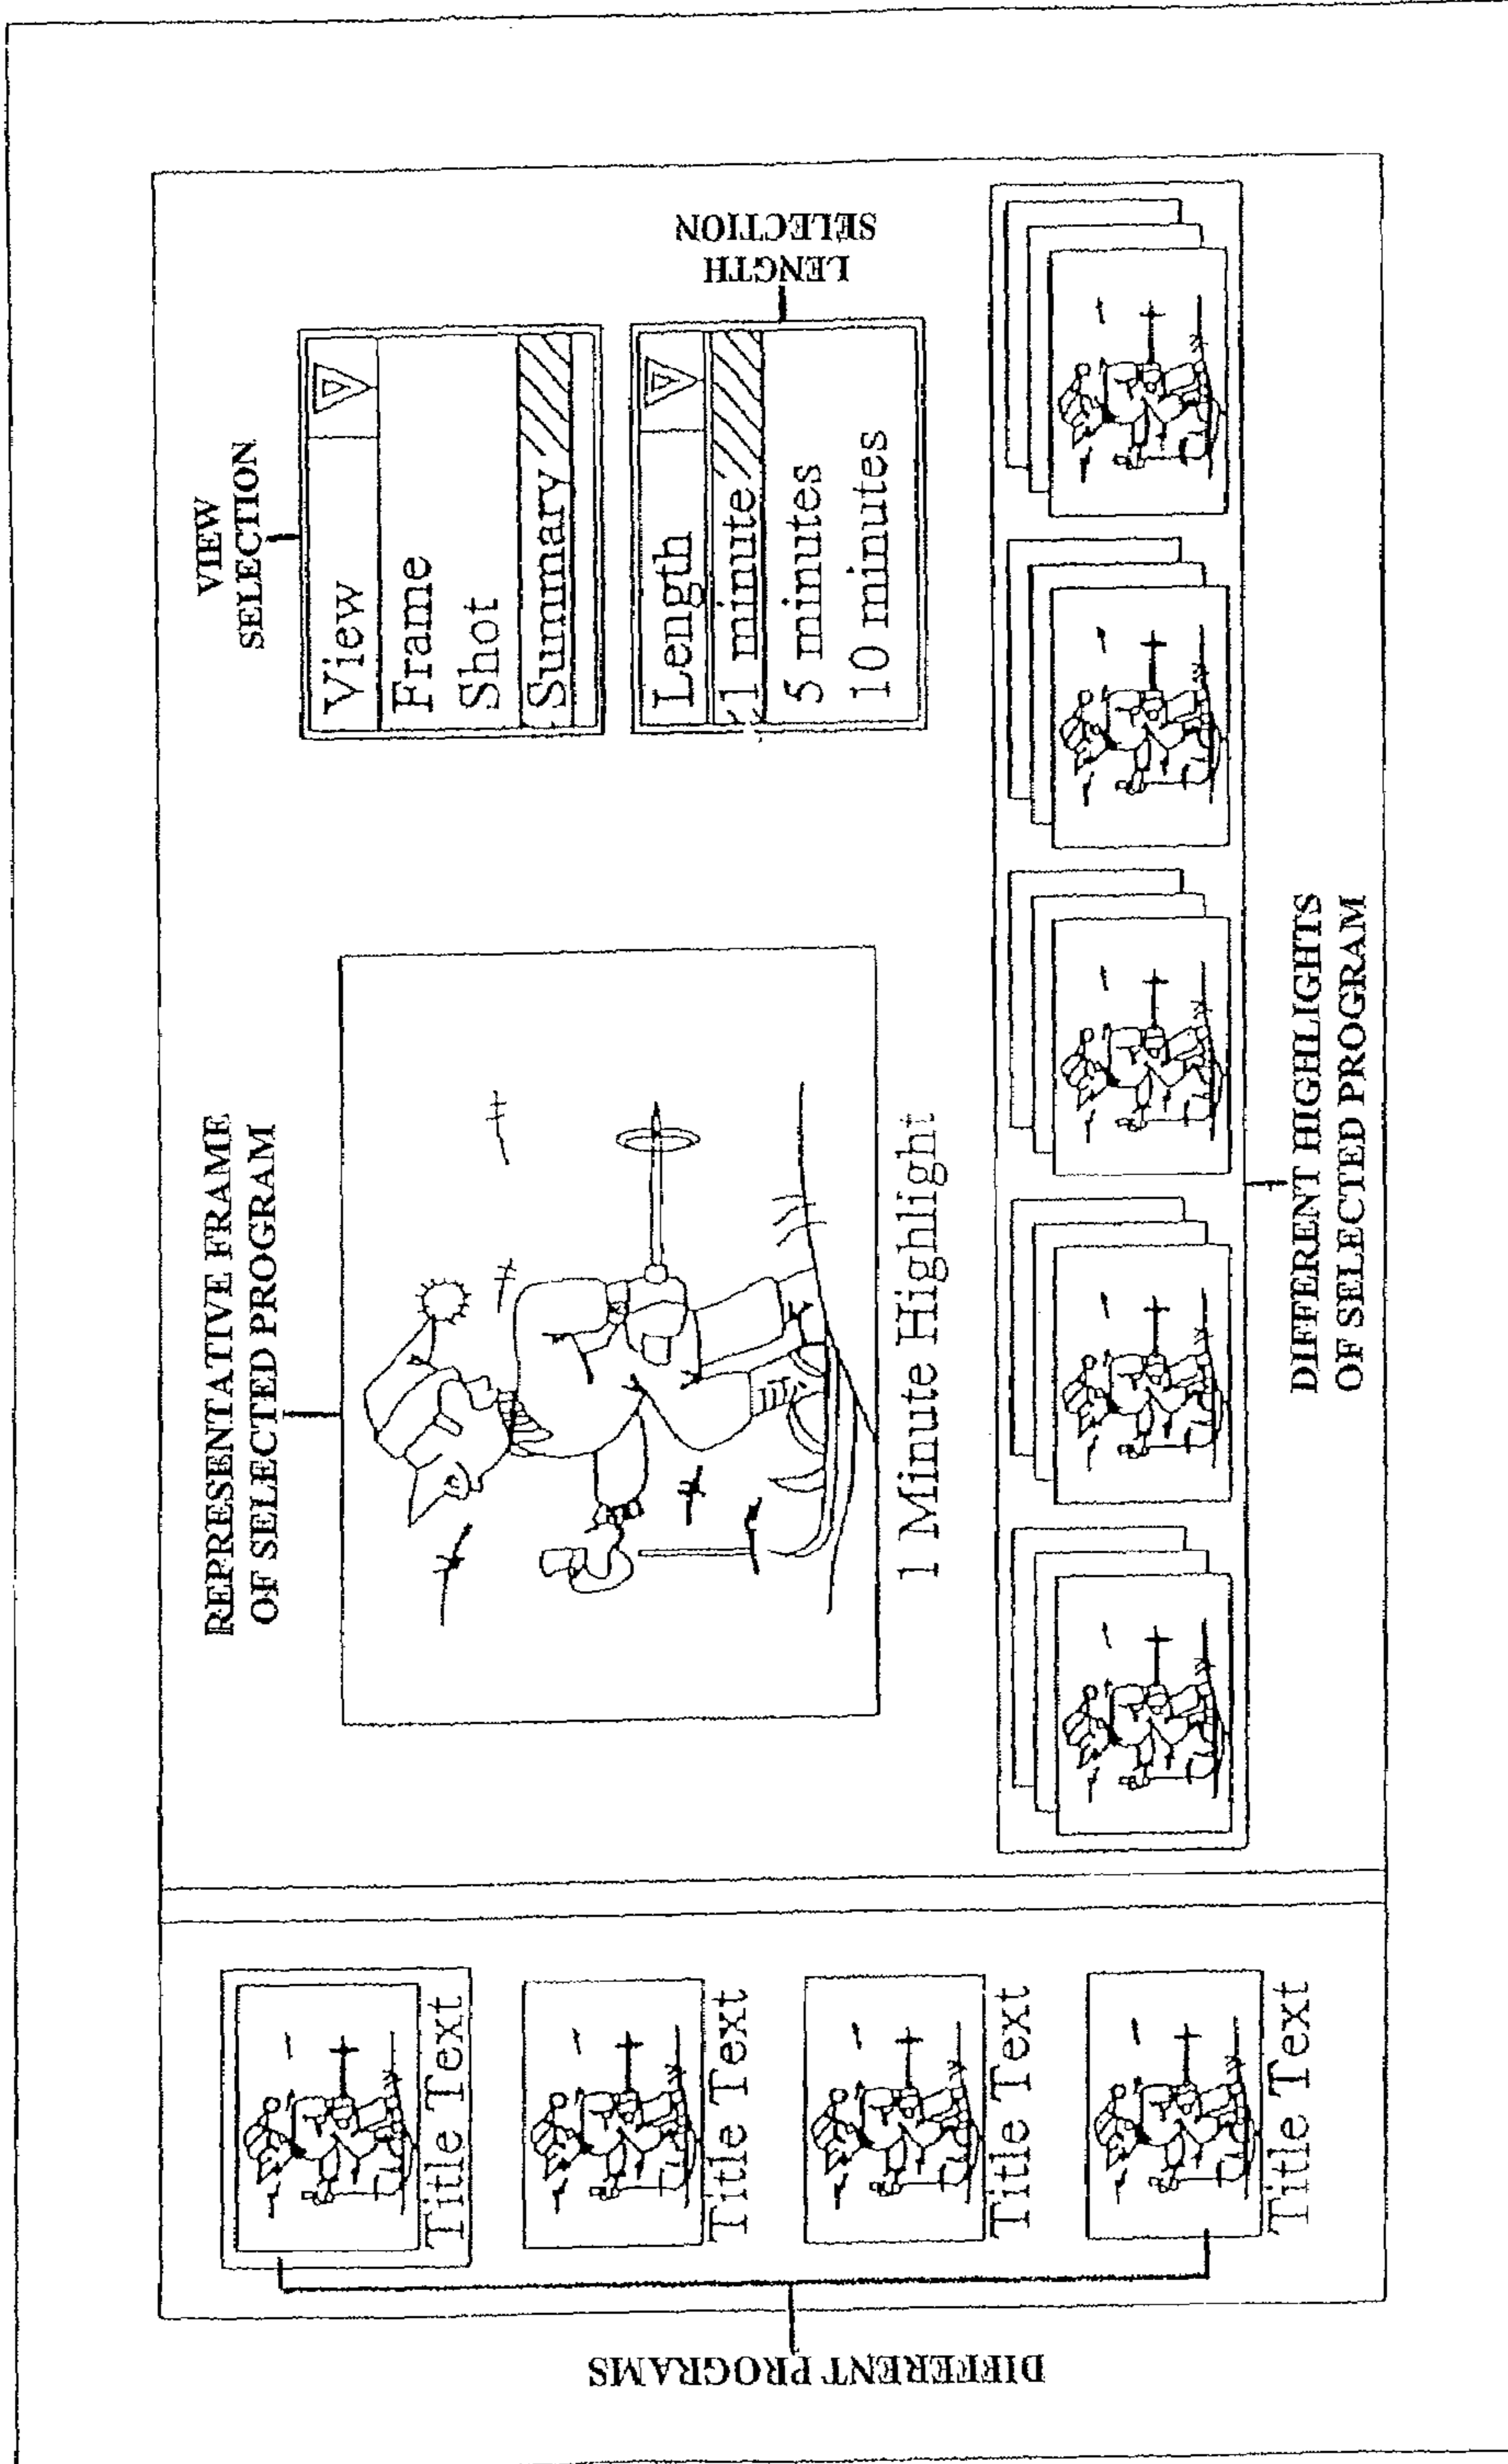 DIFFERENT PROGRAMS
Title Text
Title Text
Title Text
Title Text
REPRESENTATIVE FRAME
OF SELECTED PROGRAM
1 Minute Highlight
VIEW
SELECTION
View
Frame
Shot
Summary
Length
1 minute
5 minutes
10 minutes
LENGTH
SELECTION
DIFFERENT HIGHLIGHTS
OF SELECTED PROGRAM